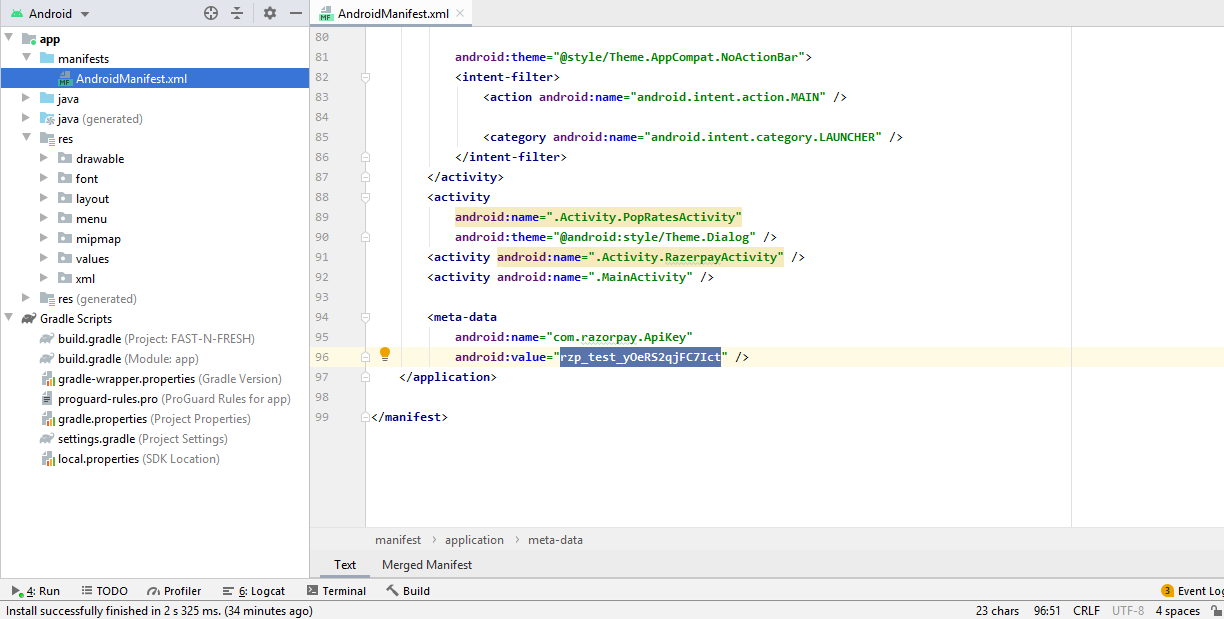 Android
AndroidManifest.xml
app
manifests
AndroidManifest.xml
java
java (generated)
res
drawable
font
layout
menu
mipmap
values
xml
res (generated)
Gradle Scripts
build.gradle (Project: FAST-N-FRESH)
build.gradle (Module: app)
gradle-wrapper.properties (Gradle Version)
proguard-rules.pro (ProGuard Rules for app)
gradle.properties (Project Properties)
settings.gradle (Project Settings)
local.properties (SDK Location)
80
81 android:theme="@style/Theme.AppCompat.NoActionBar">
82 <intent-filter>
83 <action android:name="android.intent.action.MAIN" />
84
85 <category android:name="android.intent.category.LAUNCHER" />
86 </intent-filter>
87 </activity>
88 <activity
89 android:name=".Activity.PopRatesActivity"
90 android:theme="@android:style/Theme.Dialog" />
91 <activity android:name=".Activity.RazerpayActivity" />
92 <activity android:name=".MainActivity" />
93
94 <meta-data
95 android:name="com.razorpay.ApiKey"
96 android:value="rzp_test_yOeRS2qjFC7Ict" />
97 </application>
98
99 </manifest>
manifest › application › meta-data
Text Merged Manifest
4: Run TODO Profiler 6: Logcat Terminal Build 3 Event Log
Install successfully finished in 2 s 325 ms. (34 minutes ago) 23 chars 96:51 CRLF UTF-8 4 spaces